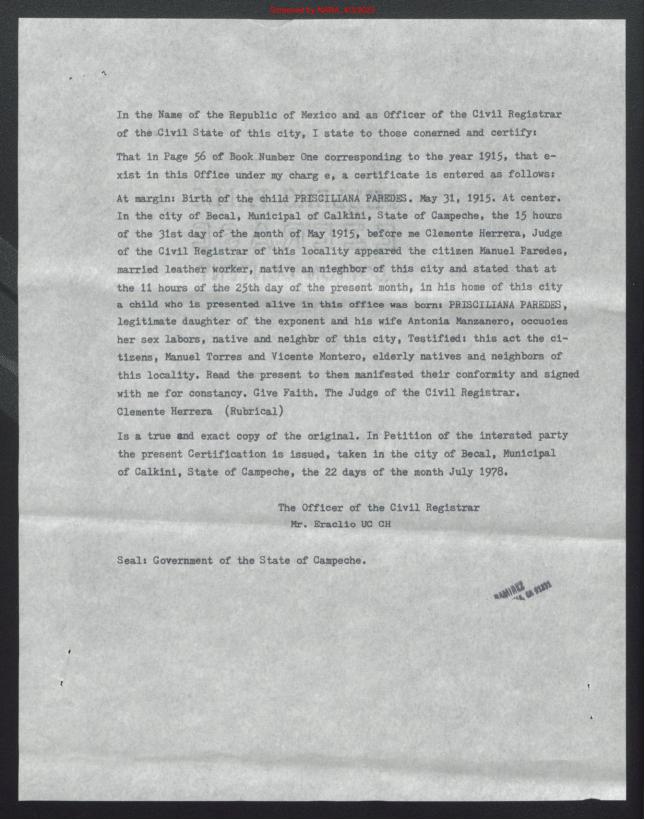 Screened by NARA, 4/3/2023
In the Name of the Republic of Mexico and as Officer of the Civil Registrar
of the Civil State of this city, I state to those conerned and certify:
That in Page 56 of Book Number One corresponding to the year 1915, that e-
xist in this Office under my charg e, a certificate is entered as follows:
At margin: Birth of the child PRISCILIANA PAREDES. May 31, 1915. At center.
In the city of Becal, Municipal of Calkini, State of Campeche, the 15 hours
of the 31st day of the month of May 1915, before me Clemente Herrera, Judge
of the Civil Registrar of this locality appeared the citizen Manuel Paredes,
married leather worker, native an nieghbor of this city and stated that at
the 11 hours of the 25th day of the present month, in his home of this city
a child who is presented alive in this office was born: PRISCILIANA PAREDES,
legitimate daughter of the exponent and his wife Antonia Manzanero, occuoies
her sex labors, native and neighbr of this city, Testified: this act the ci-
tizens, Manuel Torres and Vicente Montero, elderly natives and neighbors of
this locality. Read the present to them manifested their conformity and signed
with me for constancy. Give Faith. The Judge of the Civil Registrar.
Clemente Herrera (Rubrical)
Is a true and exact copy of the original. In Petition of the intersted party
the present Certification is issued, taken in the city of Becal, Municipal
of Calkini, State of Campeche, the 22 days of the month July 1978.
The Officer of the Civil Registrar
Mr. Eraclio UC CH
Seal: Government of the State of Campeche.
RAMIREZ
CA